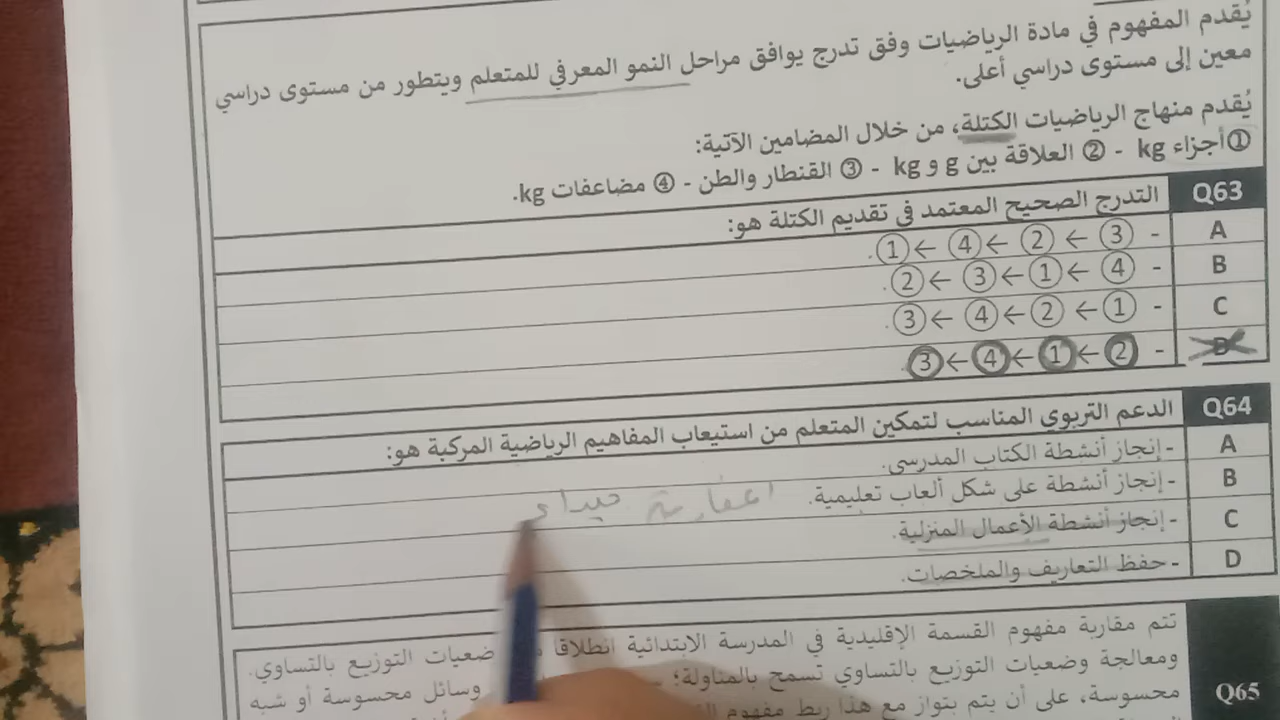 يُقدم المفهوم في مادة الرياضيات وفق تدرج يوافق مراحل النمو المعرفي للمتعلم ويتطور من مستوى دراسي
معين إلى مستوى دراسي أعلى.
يُقدم منهاج الرياضيات الكتلة، من خلال المضامين الآتية:
①أجزاء kg - ② العلاقة بين g و kg - ③ القنطار والطن - ④ مضاعفات kg.
Q63 التدرج الصحيح المعتمد في تقديم الكتلة هو:
A - ③ ← ② ← ④ ← ①.
B - ④ ← ① ← ③ ← ②.
C - ① ← ② ← ④ ← ③.
D - ② ← ① ← ④ ← ③.
Q64 الدعم التربوي المناسب لتمكين المتعلم من استيعاب المفاهيم الرياضية المركبة هو:
A - إنجاز أنشطة الكتاب المدرسي.
B - إنجاز أنشطة على شكل ألعاب تعليمية.
C - إنجاز أنشطة الأعمال المنزلية.
D - حفظ التعاريف والملخصات.
تتم مقاربة مفهوم القسمة الإقليدية في المدرسة الابتدائية انطلاقا ضعيات التوزيع بالتساوي.
ومعالجة وضعيات التوزيع بالتساوي تسمح بالمناولة؛ وسائل محسوسة أو شبه
Q65 محسوسة، على أن يتم بتواز مع هذا ربط مفهوم